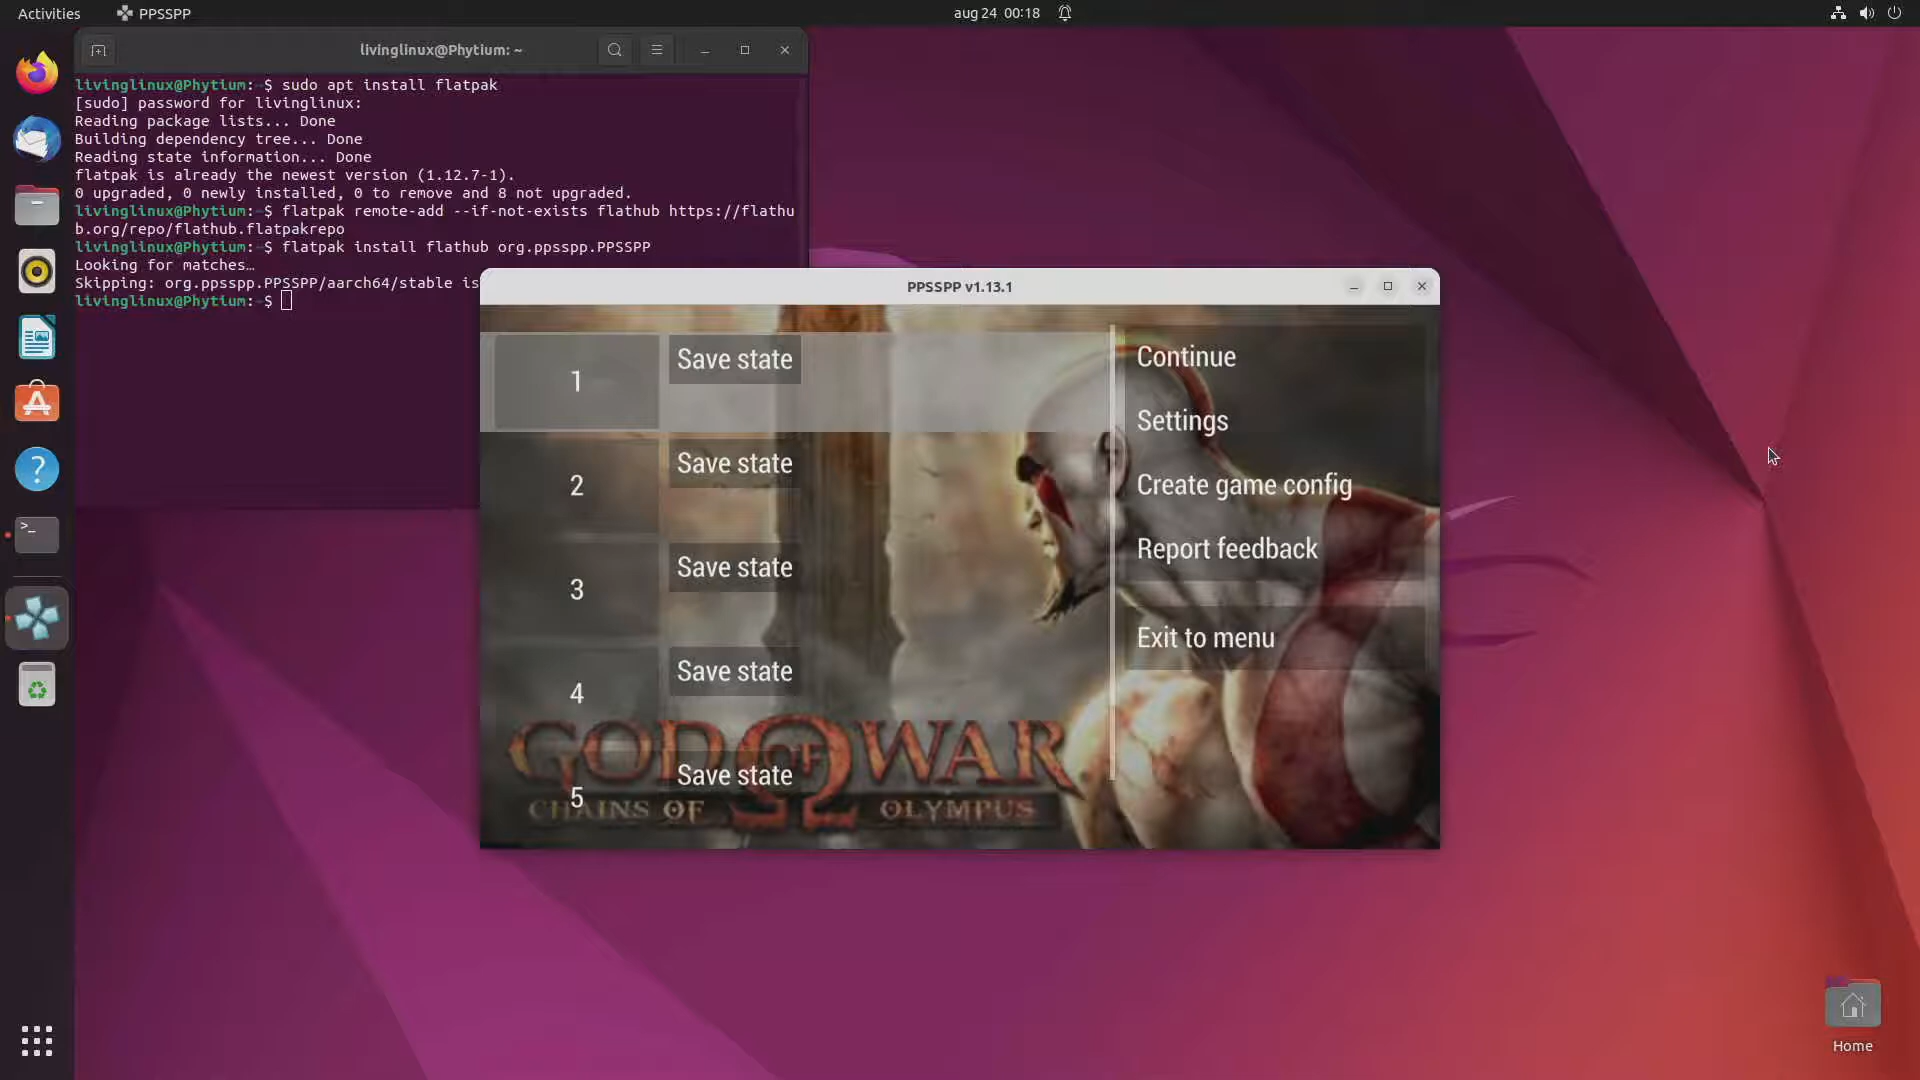 Activities
PPSSPP
aug 24 00:18
livinglinux@Phytium: ~
livinglinux@Phytium:~$ sudo apt install flatpak
[sudo] password for livinglinux:
Reading package lists... Done
Building dependency tree... Done
Reading state information... Done
flatpak is already the newest version (1.12.7-1).
0 upgraded, 0 newly installed, 0 to remove and 8 not upgraded.
livinglinux@Phytium:~$ flatpak remote-add --if-not-exists flathub https://flathu
b.org/repo/flathub.flatpakrepo
livinglinux@Phytium:~$ flatpak install flathub org.ppsspp.PPSSPP
Looking for matches…
Skipping: org.ppsspp.PPSSPP/aarch64/stable is
livinglinux@Phytium:~$
PPSSPP v1.13.1
1
Save state
2
Save state
3
Save state
4
Save state
5
Save state
Continue
Settings
Create game config
Report feedback
Exit to menu
GOD OF WAR
CHAINS OF OLYMPUS
Home